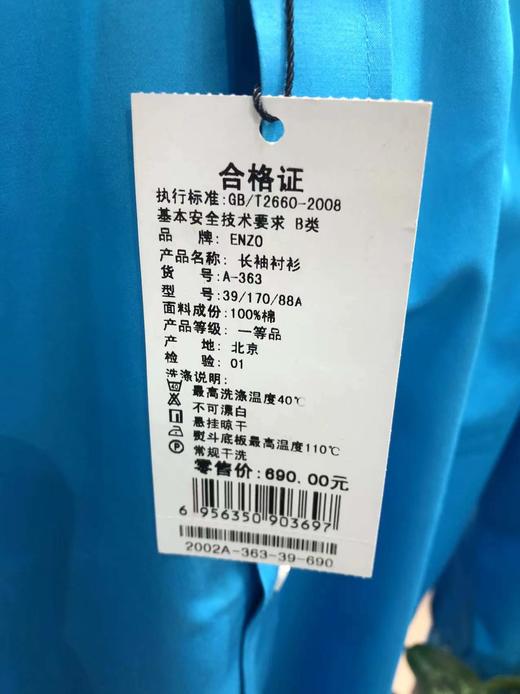 合格证
执行标准:GB/T2660-2008
基本安全技术要求 B类
品 牌: ENZO
产品名称: 长袖衬衫
货 号: A-363
型 号: 39/170/88A
面料成份: 100%棉
产品等级: 一等品
产 地: 北京
检 验: 01
洗涤说明:
40 最高洗涤温度40℃
不可漂白
悬挂晾干
熨斗底板最高温度110℃
P 常规干洗
零售价:690.00元
6 956350 903697
2002A-363-39-690